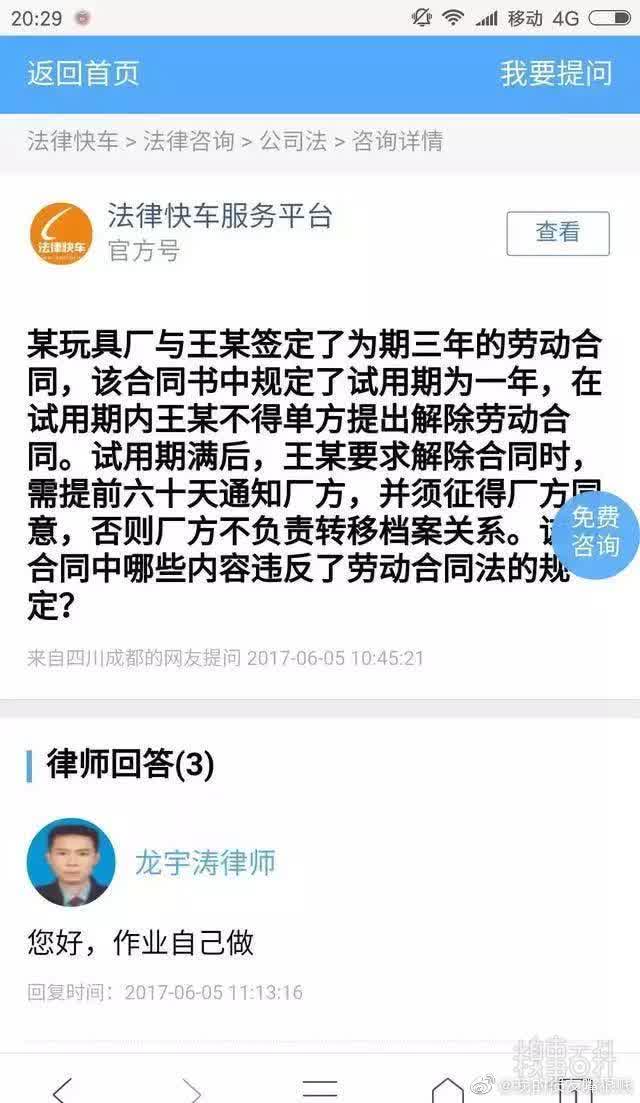 20:29 移动 4G
返回首页 我要提问
法律快车 > 法律咨询 > 公司法 > 咨询详情
法律快车服务平台
官方号
查看
法律快车
某玩具厂与王某签定了为期三年的劳动合
同，该合同书中规定了试用期为一年，在
试用期内王某不得单方提出解除劳动合
同。试用期满后，王某要求解除合同时，
需提前六十天通知厂方，并须征得厂方同
意，否则厂方不负责转移档案关系。该
合同中哪些内容违反了劳动合同法的规
定？
免费
咨询
来自四川成都的网友提问 2017-06-05 10:45:21
律师回答(3)
龙宇涛律师
您好，作业自己做
回复时间：2017-06-05 11:13:16